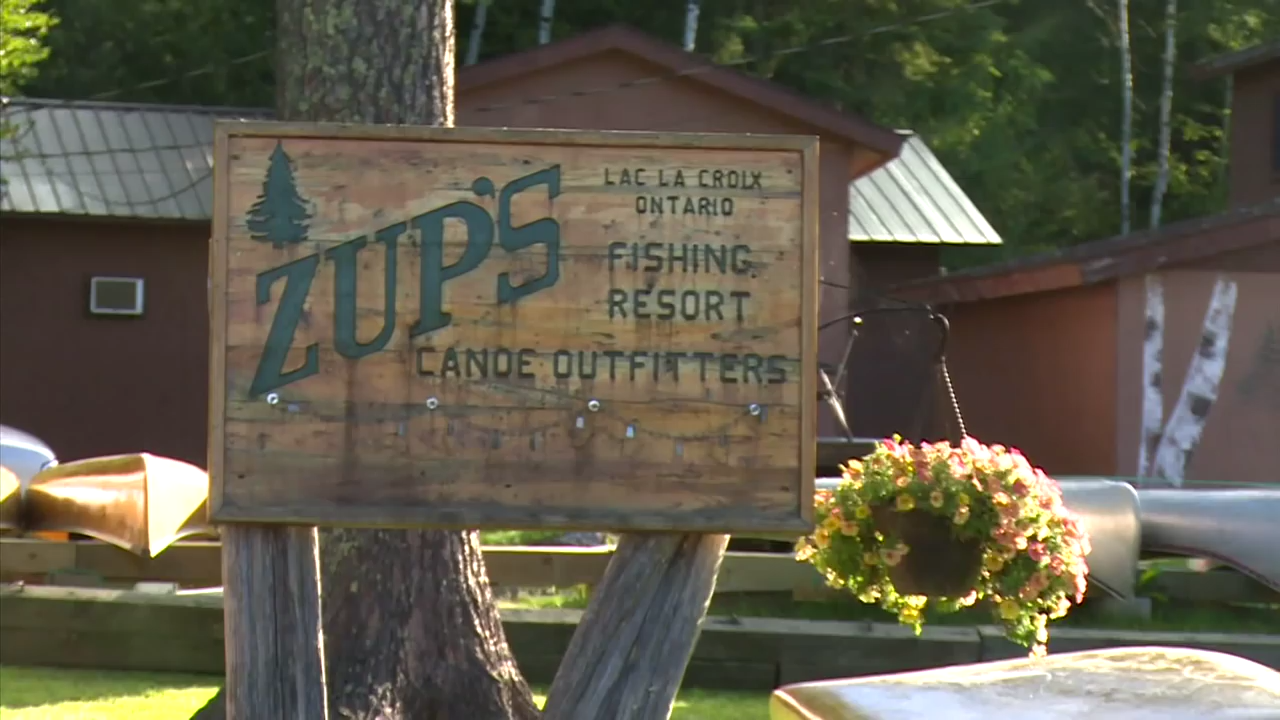 ZUP'S
LAC LA CROIX
ONTARIO
FISHING
RESORT
CANOE OUTFITTERS